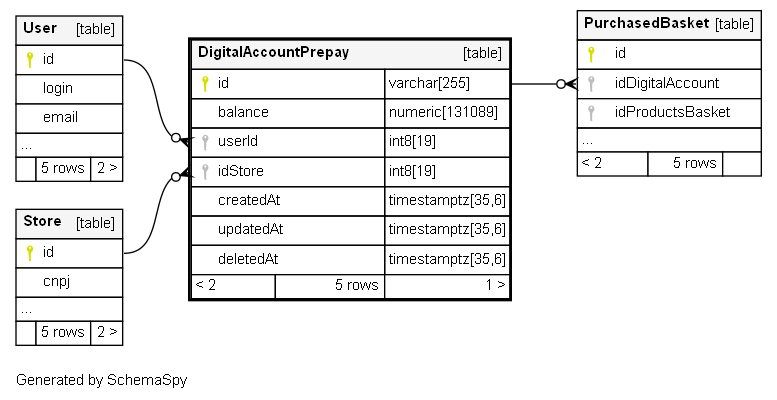 User [table]
id
login
email
...
5 rows 2 >
Store [table]
id
cnpj
...
5 rows 2 >
DigitalAccountPrepay [table]
id varchar[255]
balance numeric[131089]
userId int8[19]
idStore int8[19]
createdAt timestamptz[35,6]
updatedAt timestamptz[35,6]
deletedAt timestamptz[35,6]
< 2 5 rows 1 >
PurchasedBasket [table]
id
idDigitalAccount
idProductsBasket
...
< 2 5 rows
Generated by SchemaSpy